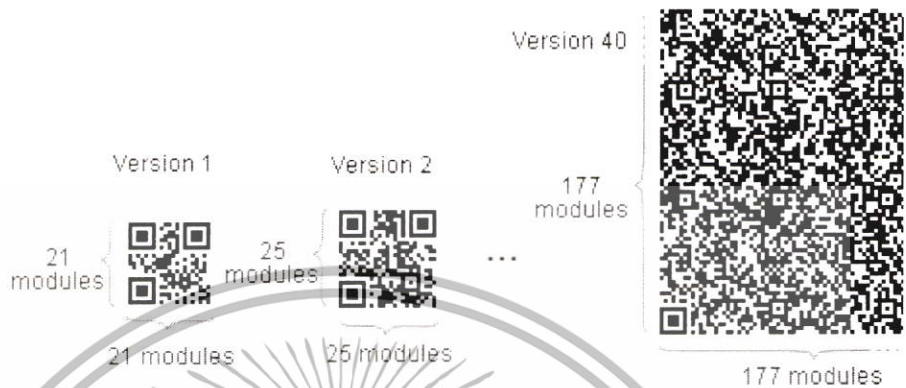 Version 40
177
modules
177 modules
Version 1
21
modules
21 modules
Version 2
25
modules
25 modules
...